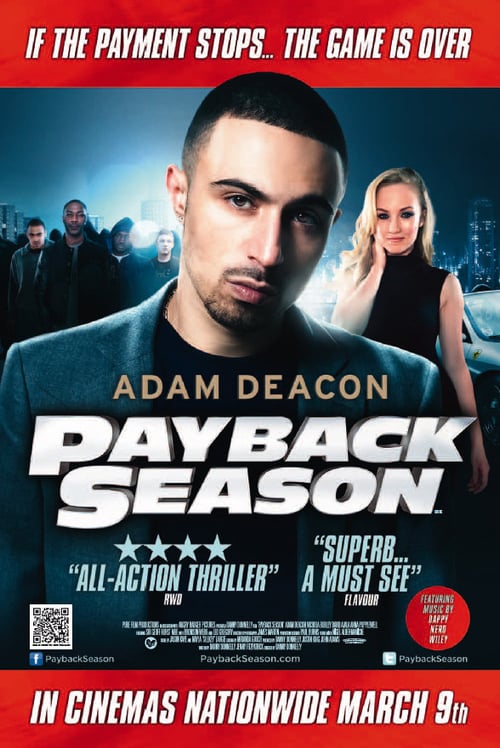 IF THE PAYMENT STOPS... THE GAME IS OVER
ADAM DEACON
PAYBACK
SEASON
"ALL-ACTION THRILLER"
RWD
"SUPERB...
A MUST SEE"
FLAVOUR
FEATURING
MUSIC BY
DAPPY
NERO
WILEY
PaybackSeason
PaybackSeason.com
PaybackSeason
IN CINEMAS NATIONWIDE MARCH 9th